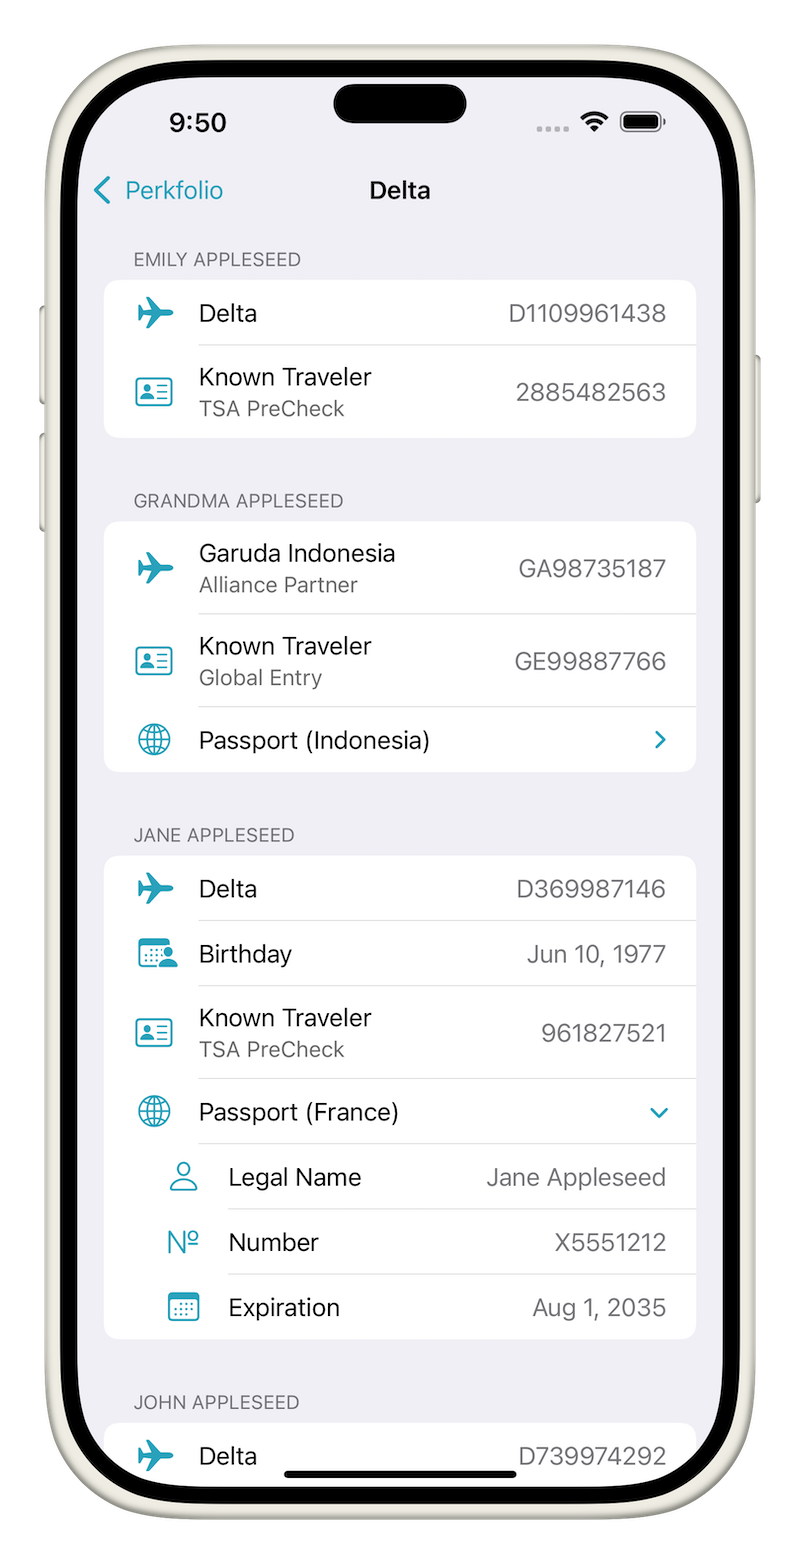 9:50
Perkfolio
Delta
EMILY APPLESEED
Delta D1109961438
Known Traveler
TSA PreCheck
2885482563
GRANDMA APPLESEED
Garuda Indonesia
Alliance Partner
GA98735187
Known Traveler
Global Entry
GE99887766
Passport (Indonesia)
JANE APPLESEED
Delta D369987146
Birthday Jun 10, 1977
Known Traveler
TSA PreCheck
961827521
Passport (France)
Legal Name Jane Appleseed
Nº Number X5551212
Expiration Aug 1, 2035
JOHN APPLESEED
Delta D739974292